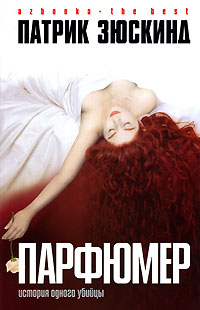 azbooka · the best
ПАТРИК ЗЮСКИНД
ПАРФЮМЕР
история одного убийцы